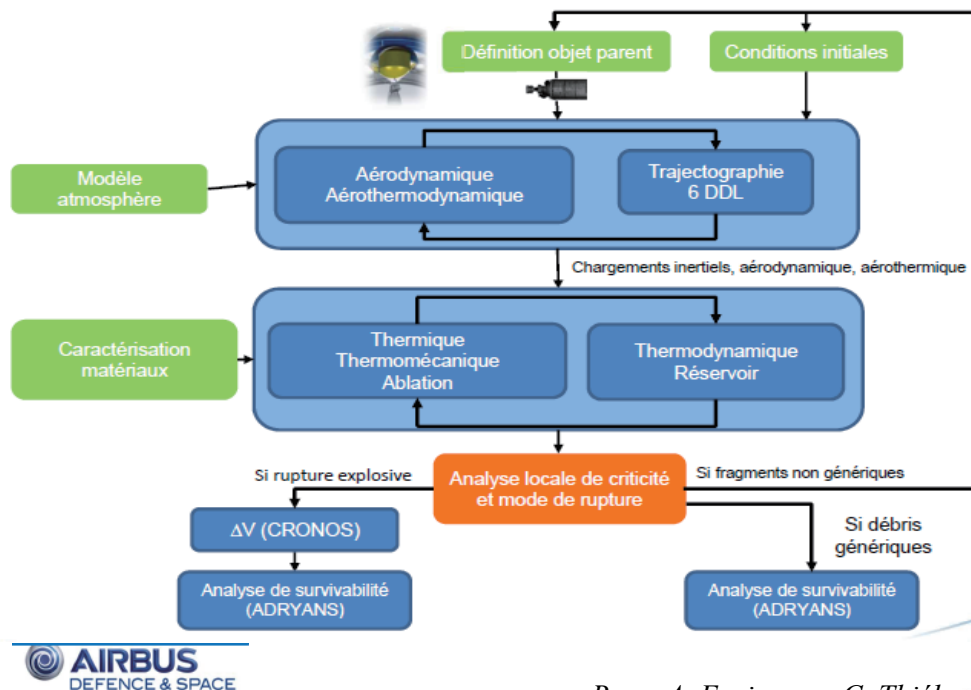 Définition objet parent
Conditions initiales
Modèle
atmosphère
Aérodynamique
Aérothermodynamique
Trajectographie
6 DDL
Chargements inertiels, aérodynamique, aérothermique
Caractérisation
matériaux
Thermique
Thermomécanique
Ablation
Thermodynamique
Réservoir
Si rupture explosive
Analyse locale de criticité
et mode de rupture
Si fragments non génériques
ΔV (CRONOS)
Si débris
génériques
Analyse de survivabilité
(ADRYANS)
Analyse de survivabilité
(ADRYANS)
AIRBUS
DEFENCE & SPACE